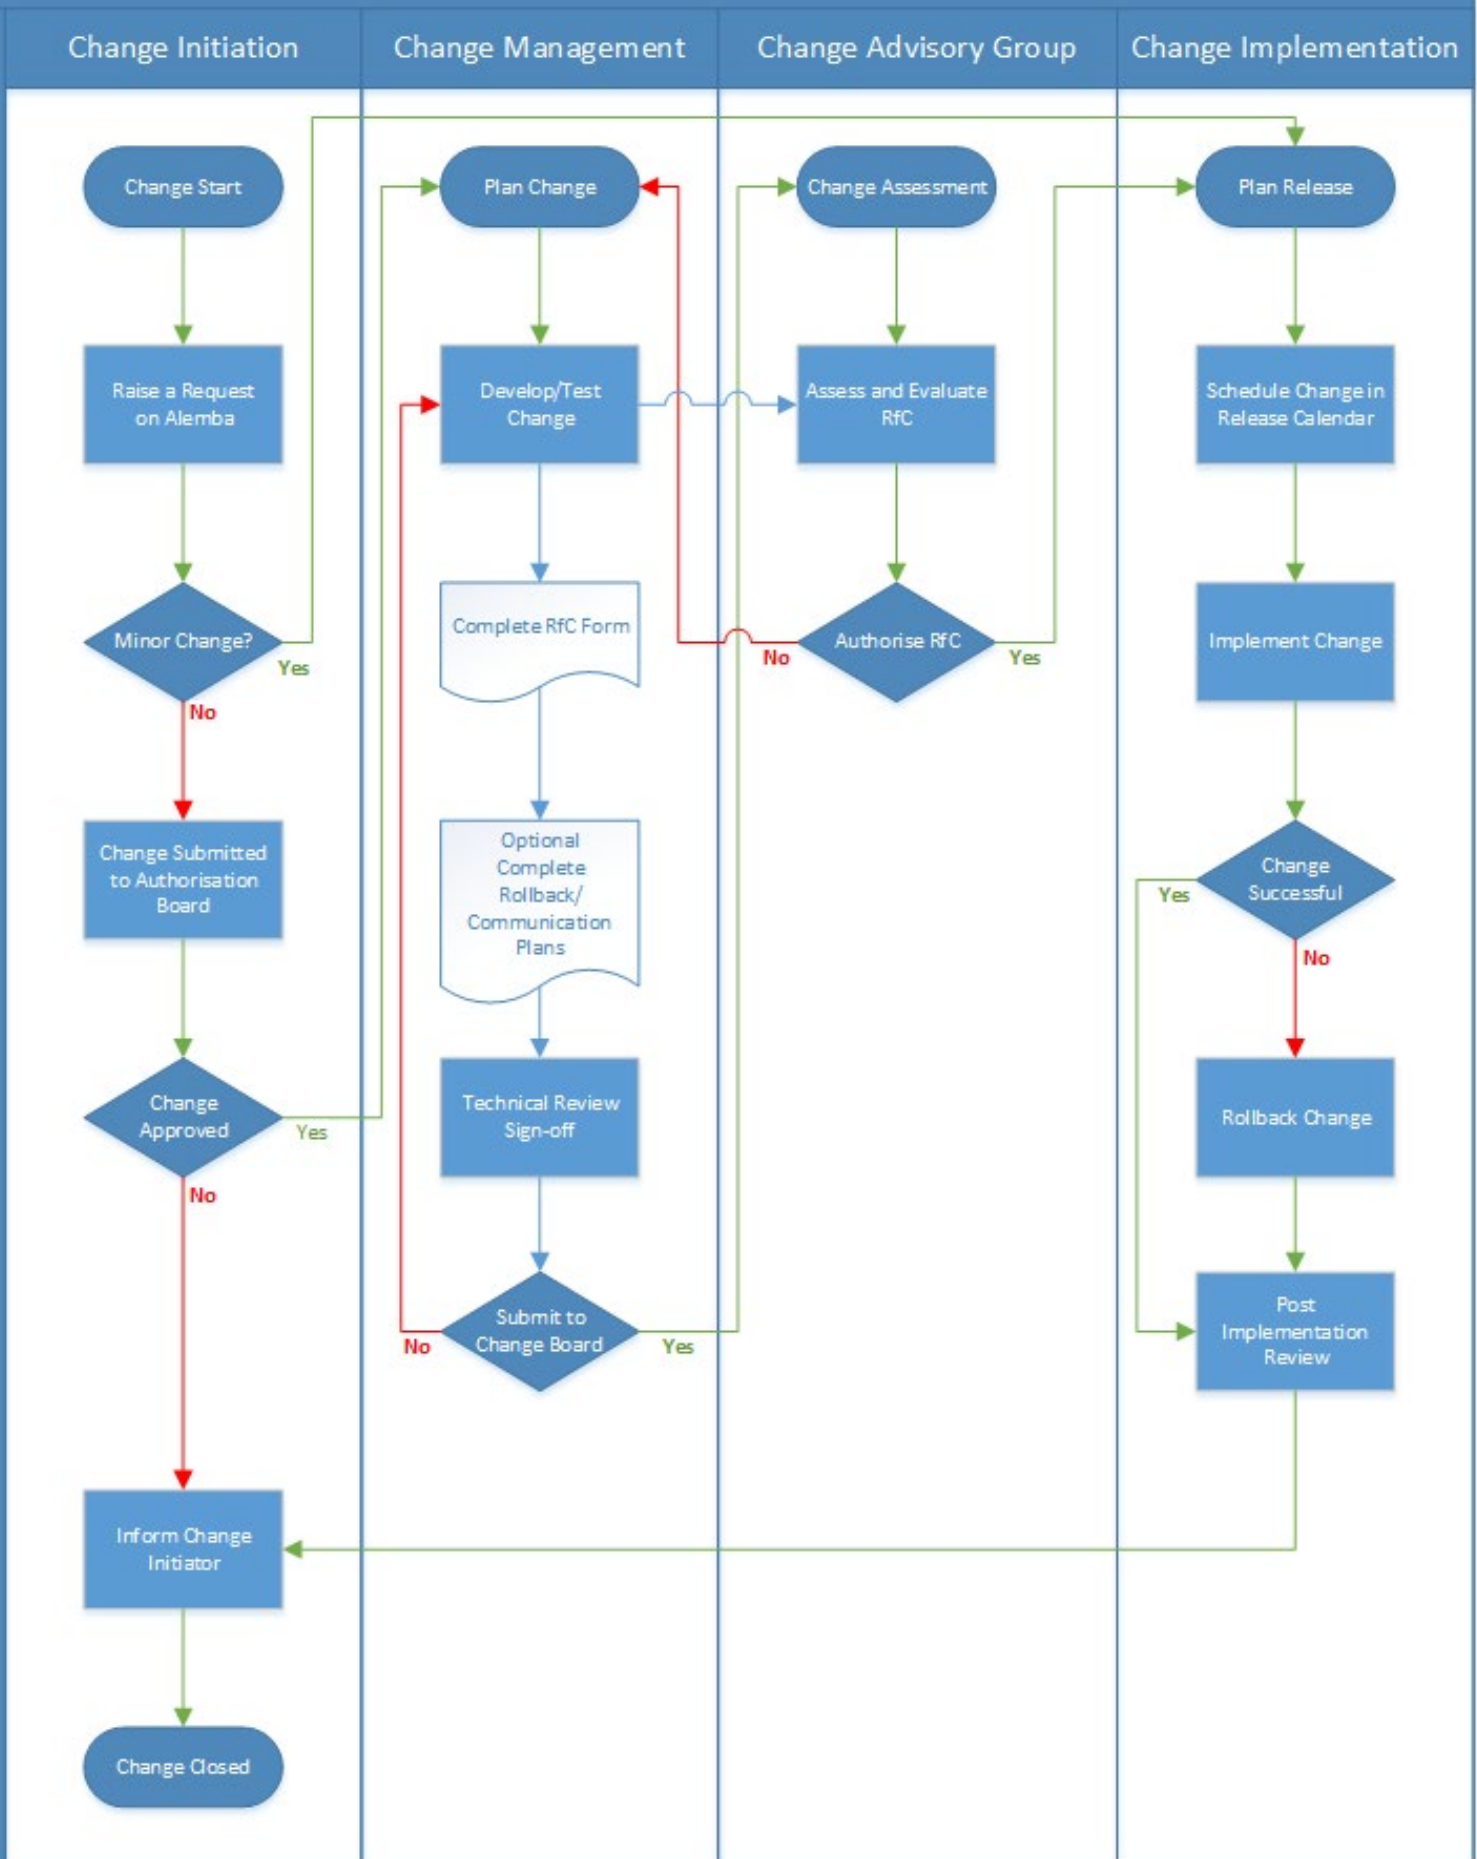 Change Initiation
Change Management
Change Advisory Group
Change Implementation
Change Start
Raise a Request
on Alemba
Minor Change?
Yes
No
Change Submitted
to Authorisation
Board
Change
Approved
Yes
No
Inform Change
Initiator
Change Closed
Plan Change
Develop/Test
Change
Complete RfC Form
Optional
Complete
Rollback/
Communication
Plans
Technical Review
Sign-off
Submit to
Change Board
No
Yes
Change Assessment
Assess and Evaluate
RfC
Authorise RfC
No
Yes
Plan Release
Schedule Change in
Release Calendar
Implement Change
Change
Successful
Yes
No
Rollback Change
Post
Implementation
Review